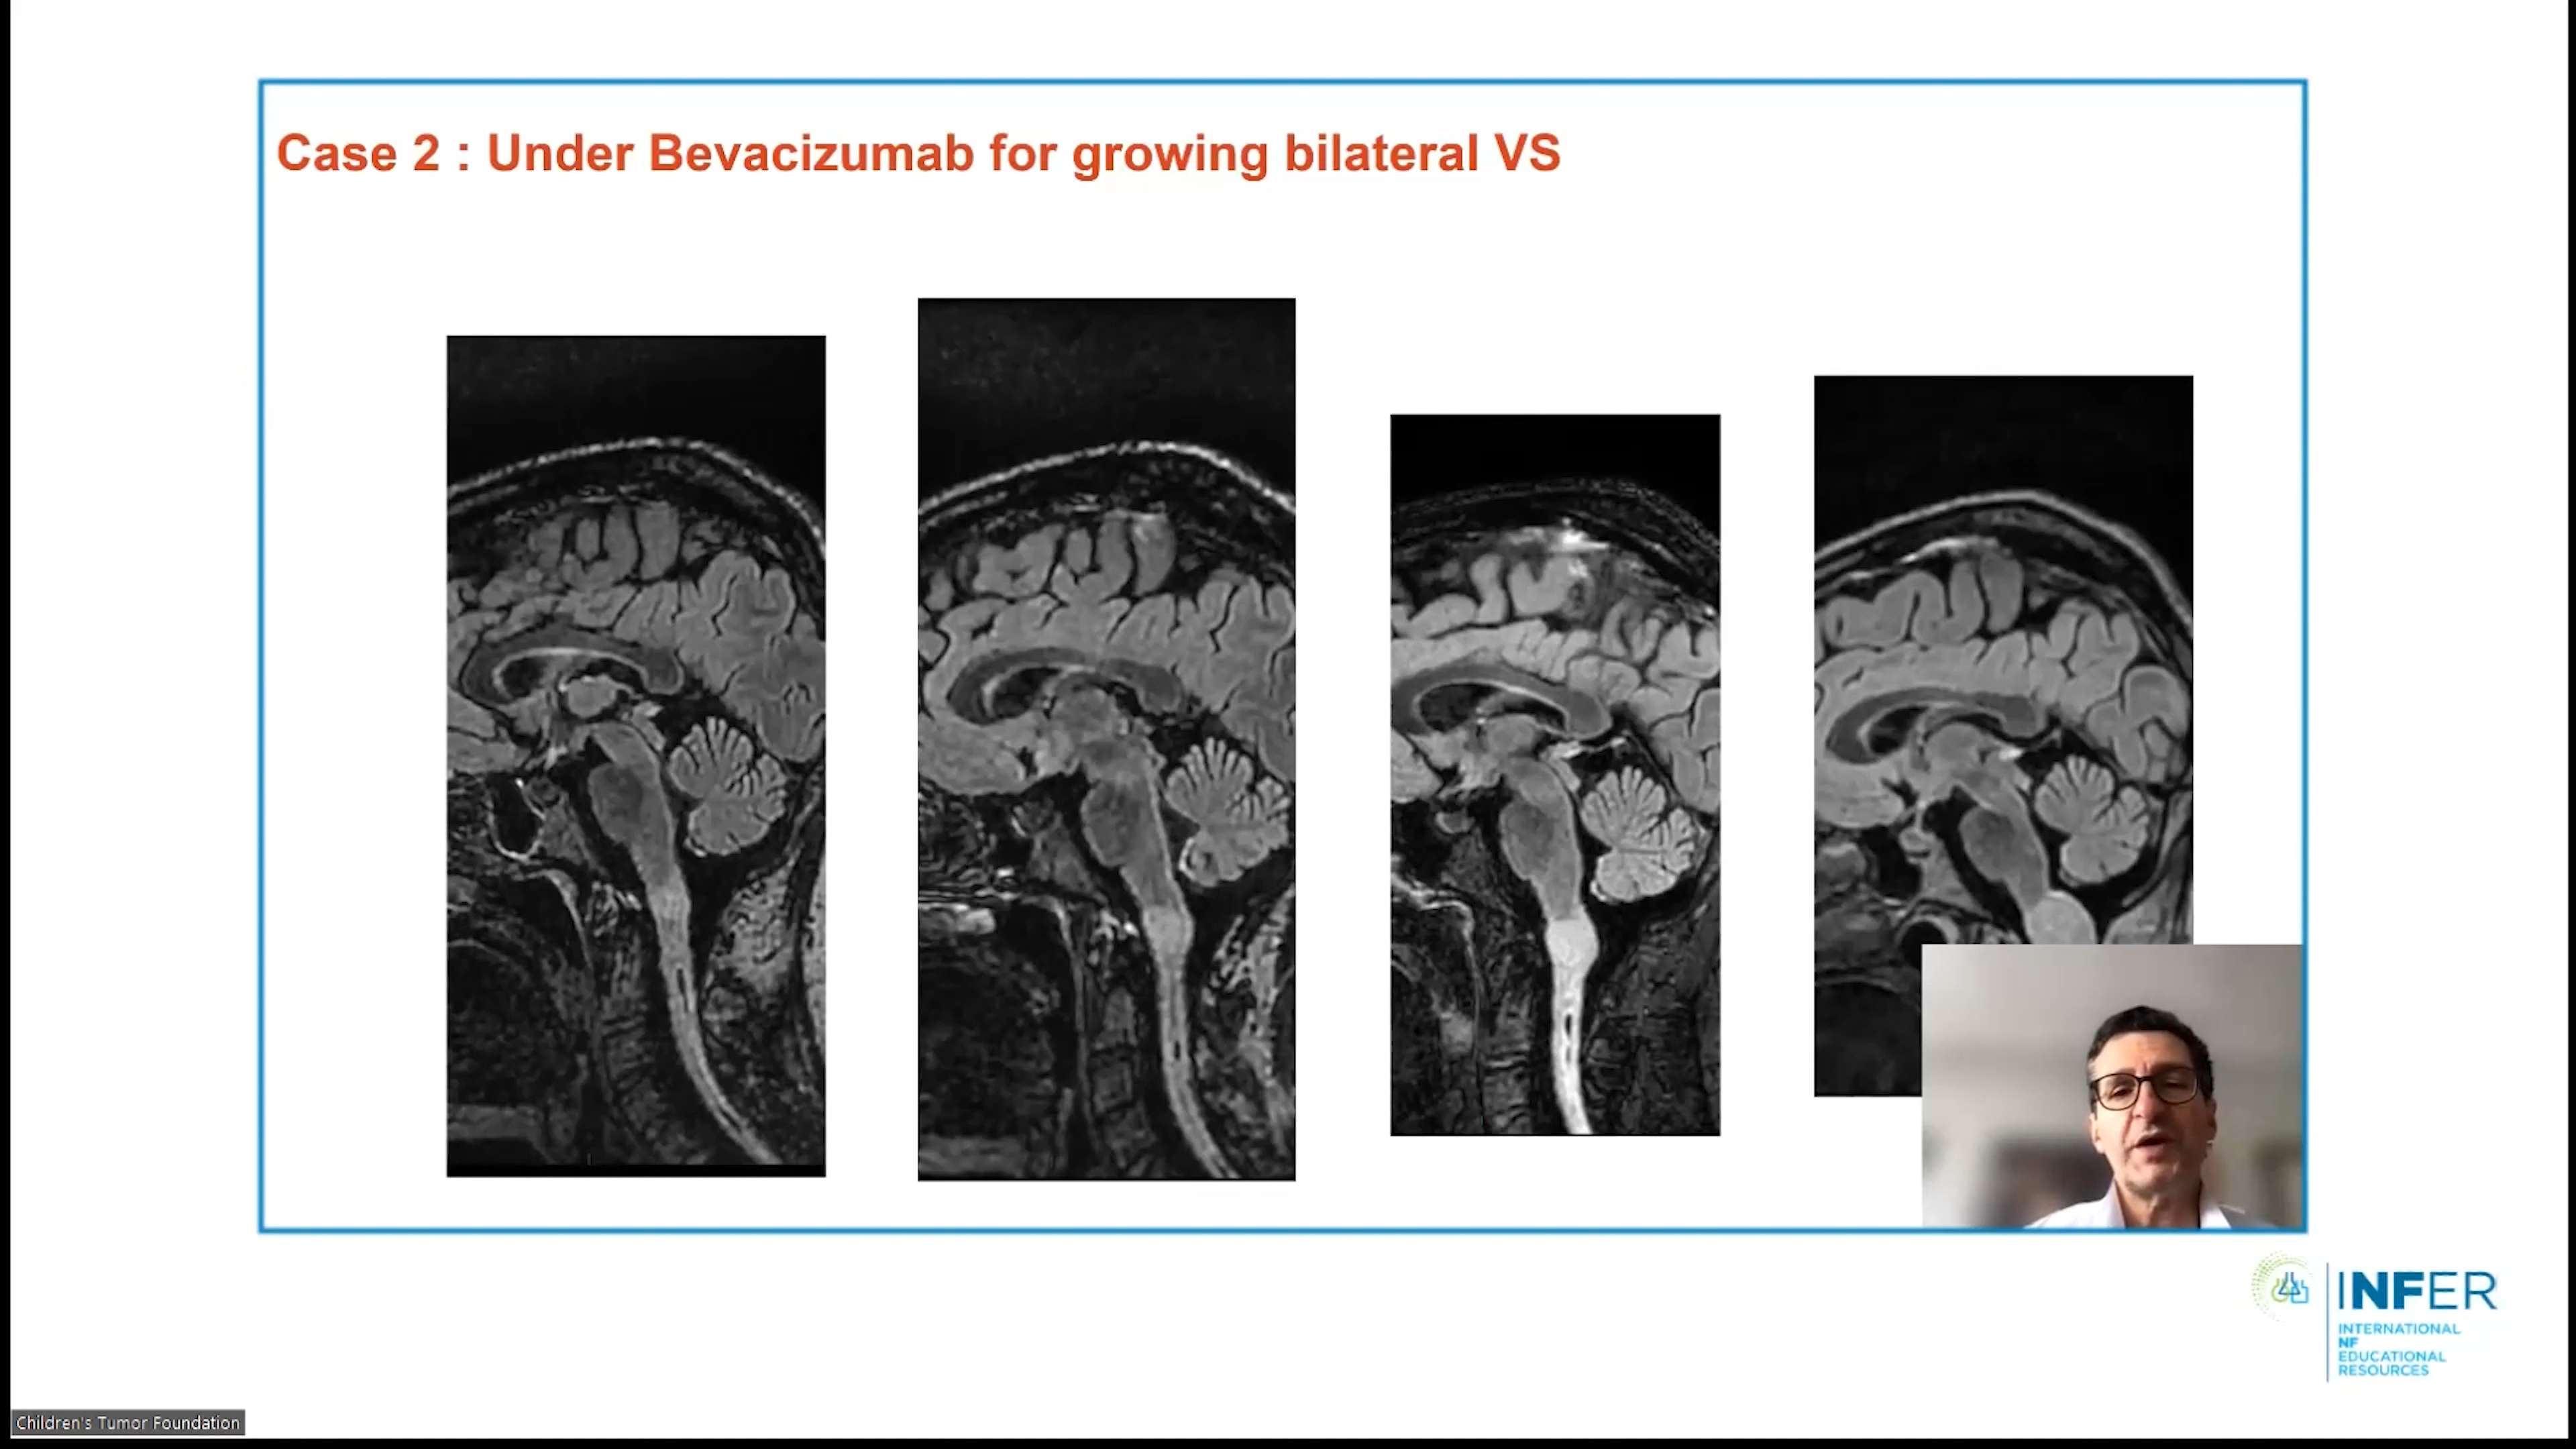 Case 2 : Under Bevacizumab for growing bilateral VS
INFER
INTERNATIONAL
NF
EDUCATIONAL
RESOURCES
Children's Tumor Foundation